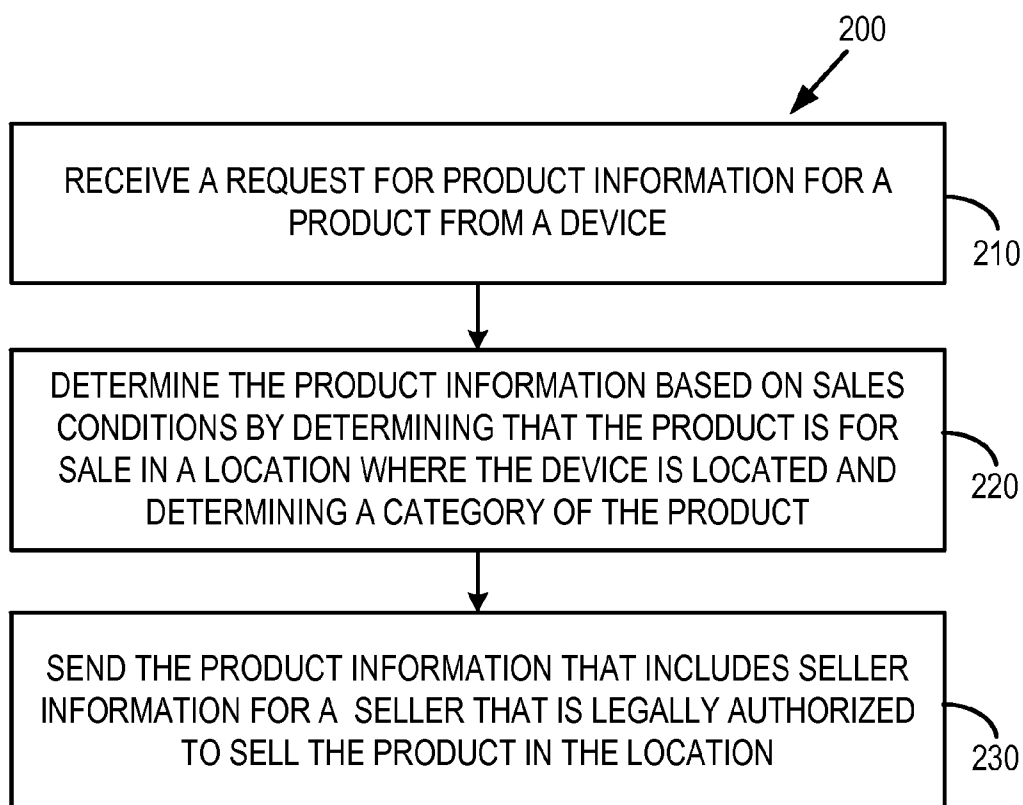 200
RECEIVE A REQUEST FOR PRODUCT INFORMATION FOR A
PRODUCT FROM A DEVICE
210
DETERMINE THE PRODUCT INFORMATION BASED ON SALES
CONDITIONS BY DETERMINING THAT THE PRODUCT IS FOR
SALE IN A LOCATION WHERE THE DEVICE IS LOCATED AND
DETERMINING A CATEGORY OF THE PRODUCT
220
SEND THE PRODUCT INFORMATION THAT INCLUDES SELLER
INFORMATION FOR A SELLER THAT IS LEGALLY AUTHORIZED
TO SELL THE PRODUCT IN THE LOCATION
230